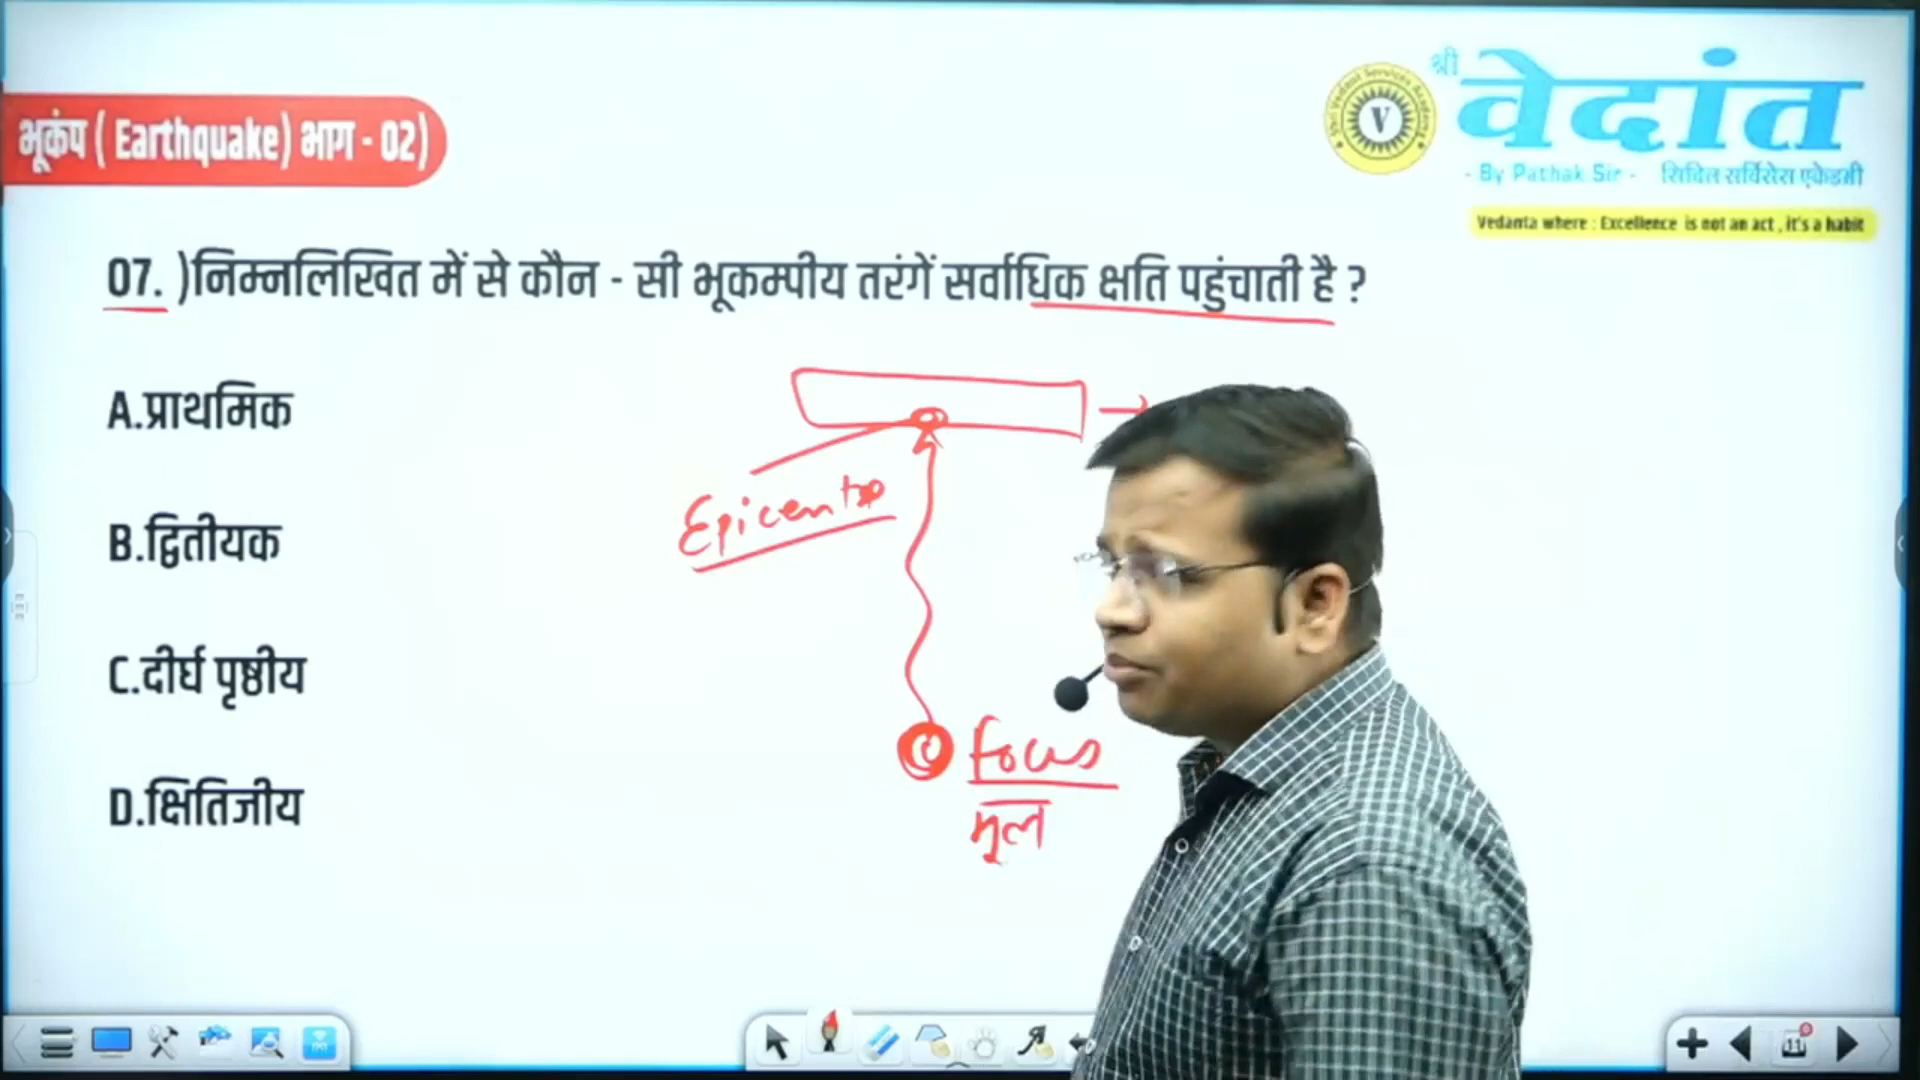 भूकंप ( Earthquake) भाग - 02)
श्री वेदांत
- By Pathak Sir - सिविल सर्विसेस एकेडमी
Vedanta where : Excellence is not an act , it's a habit
07. )निम्नलिखित में से कौन - सी भूकम्पीय तरंगें सर्वाधिक क्षति पहुंचाती है ?
A.प्राथमिक
Epicentre
B.द्वितीयक
C.दीर्घ पृष्ठीय
focus
मूल
D.क्षितिजीय
V
11